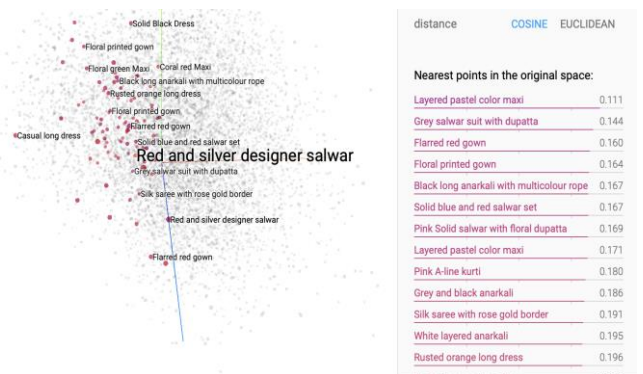 Solid Black Dress
Floral printed gown
Floral green Maxi
Coral red Maxi
Black long anarkali with multicolour rope
Rusted orange long dress
Floral printed gown
Flarred red gown
Casual long dress
Solid blue and red salwar set
Red and silver designer salwar
Grey salwar suit with dupatta
Silk saree with rose gold border
Red and silver designer salwar
Flarred red gown
distance COSINE EUCLIDEAN
Nearest points in the original space:
Layered pastel color maxi 0.111
Grey salwar suit with dupatta 0.144
Flarred red gown 0.160
Floral printed gown 0.164
Black long anarkali with multicolour rope 0.167
Solid blue and red salwar set 0.167
Pink Solid salwar with floral dupatta 0.169
Layered pastel color maxi 0.171
Pink A-line kurti 0.180
Grey and black anarkali 0.186
Silk saree with rose gold border 0.191
White layered anarkali 0.195
Rusted orange long dress 0.196